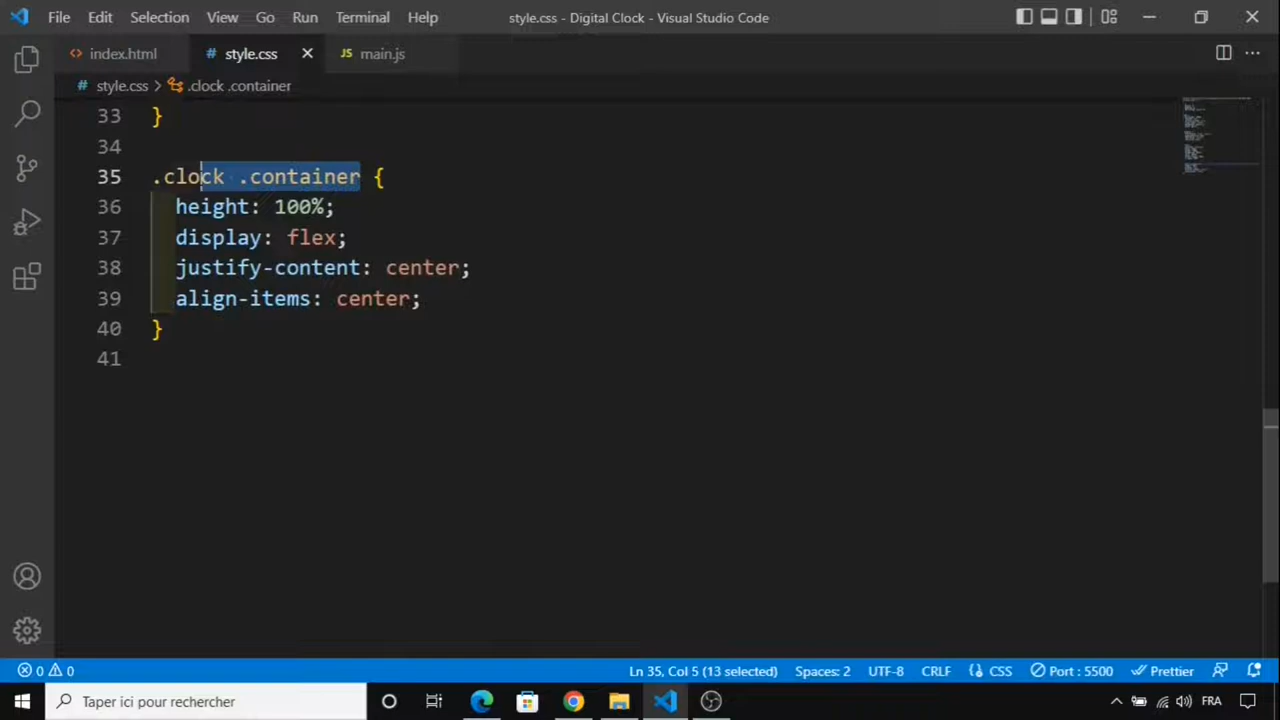 File Edit Selection View Go Run Terminal Help style.css - Digital Clock - Visual Studio Code
<> index.html # style.css × JS main.js
# style.css > .clock .container
33 }
34
35 .clock .container {
36 height: 100%;
37 display: flex;
38 justify-content: center;
39 align-items: center;
40 }
41
0 0 Ln 35, Col 5 (13 selected) Spaces: 2 UTF-8 CRLF CSS Port : 5500 Prettier
Taper ici pour rechercher FRA